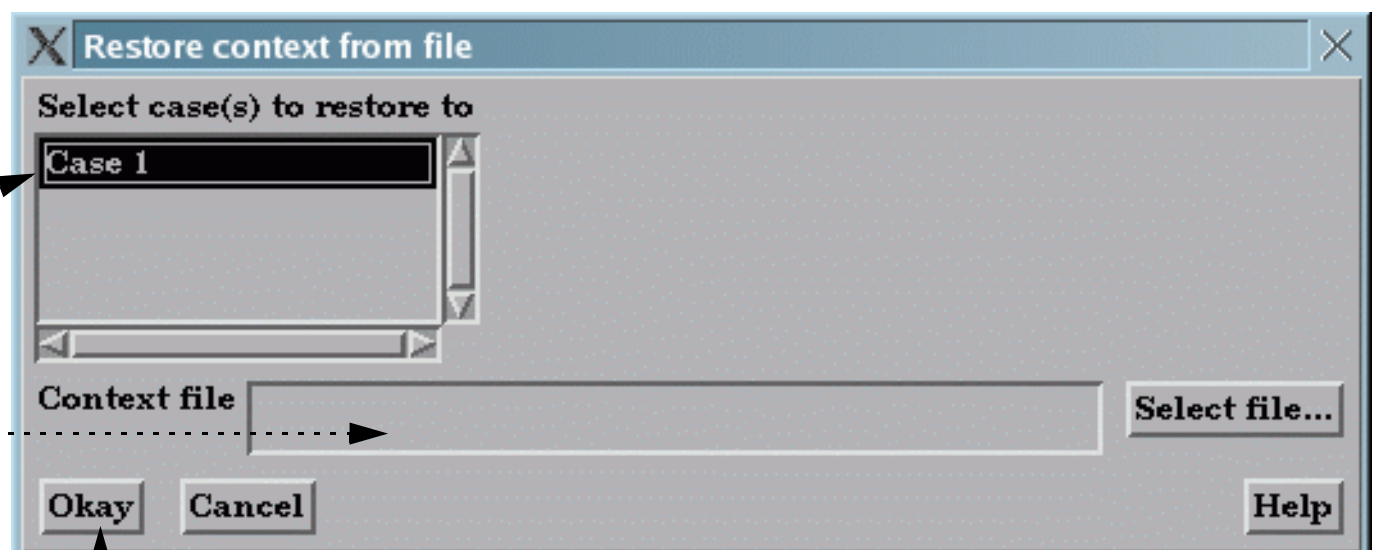 Restore context from file
Select case(s) to restore to
Case 1
Context file
Select file...
Okay Cancel Help